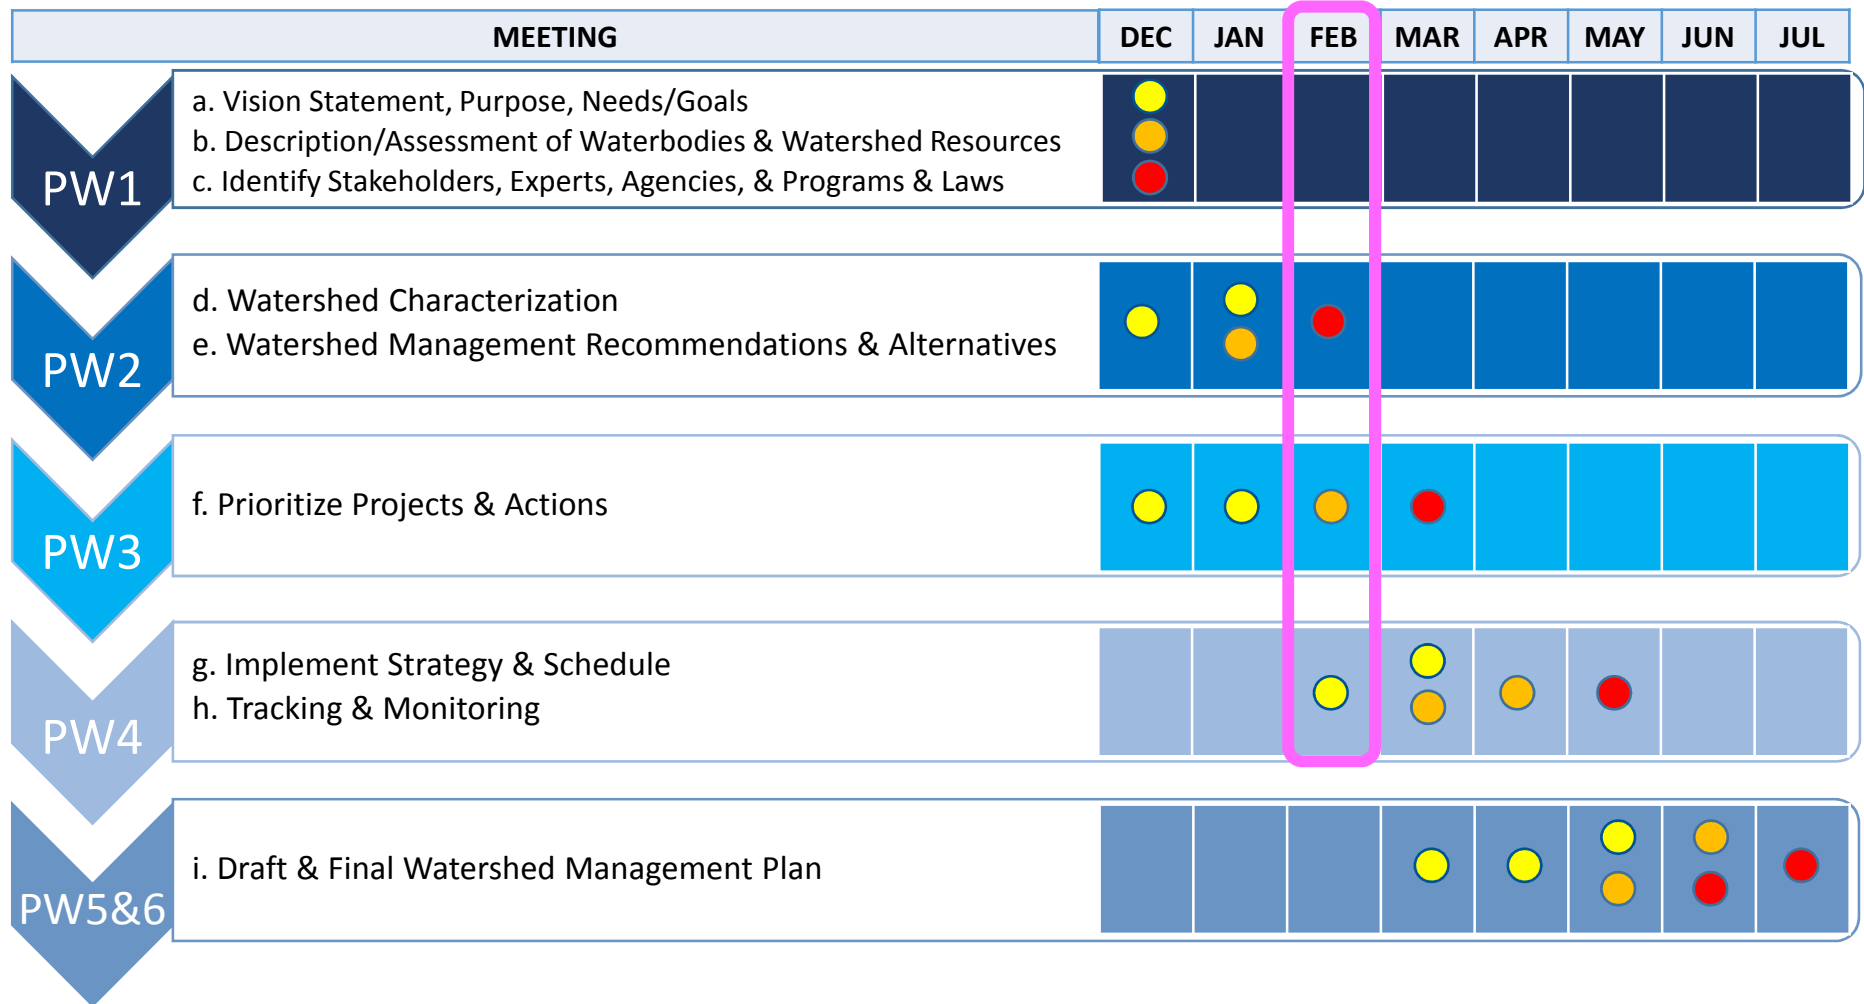 MEETING DEC JAN FEB MAR APR MAY JUN JUL
PW1
a. Vision Statement, Purpose, Needs/Goals
b. Description/Assessment of Waterbodies & Watershed Resources
c. Identify Stakeholders, Experts, Agencies, & Programs & Laws
PW2
d. Watershed Characterization
e. Watershed Management Recommendations & Alternatives
PW3
f. Prioritize Projects & Actions
PW4
g. Implement Strategy & Schedule
h. Tracking & Monitoring
PW5&6
i. Draft & Final Watershed Management Plan